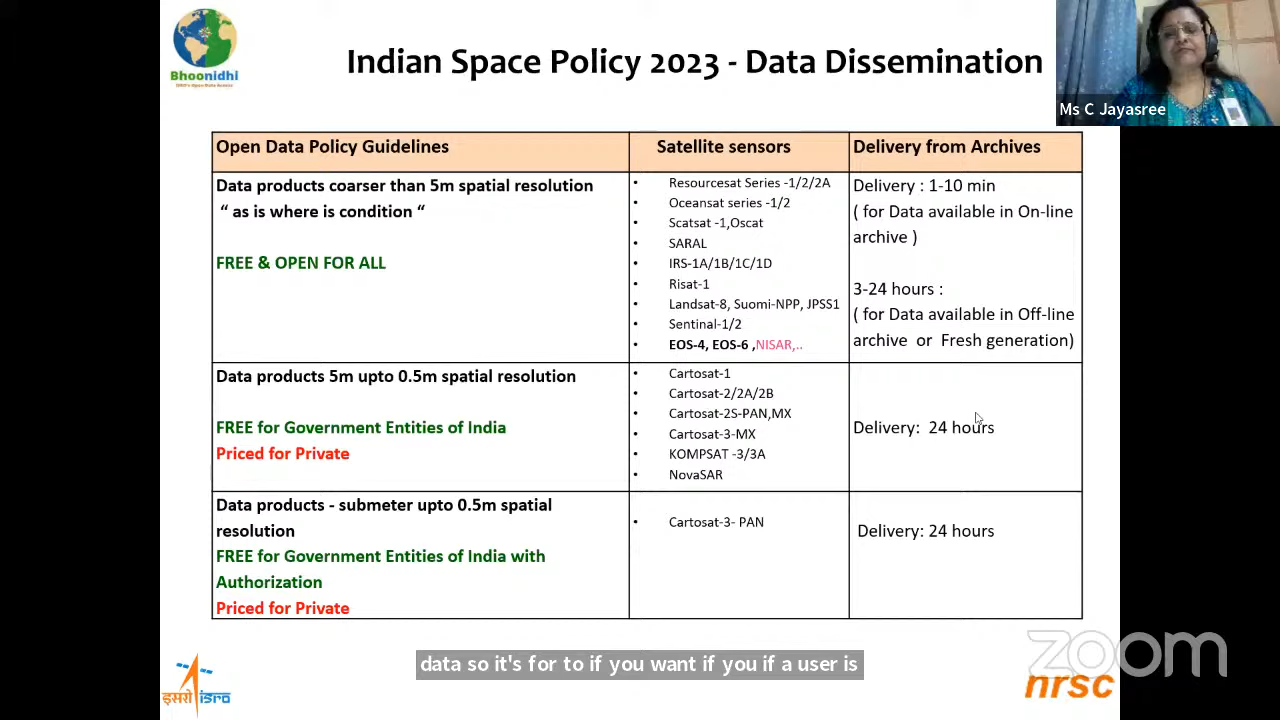 Bhoonidhi
ISRO's Open Data Access
Indian Space Policy 2023 - Data Dissemination
Ms C Jayasree
Open Data Policy Guidelines
Satellite sensors
Delivery from Archives
Data products coarser than 5m spatial resolution
“ as is where is condition “
FREE & OPEN FOR ALL
• Resourcesat Series -1/2/2A
• Oceansat series -1/2
• Scatsat -1,Oscat
• SARAL
• IRS-1A/1B/1C/1D
• Risat-1
• Landsat-8, Suomi-NPP, JPSS1
• Sentinal-1/2
• EOS-4, EOS-6 ,NISAR,..
Delivery : 1-10 min
( for Data available in On-line
archive )
3-24 hours :
( for Data available in Off-line
archive or Fresh generation)
Data products 5m upto 0.5m spatial resolution
FREE for Government Entities of India
Priced for Private
• Cartosat-1
• Cartosat-2/2A/2B
• Cartosat-2S-PAN,MX
• Cartosat-3-MX
• KOMPSAT -3/3A
• NovaSAR
Delivery: 24 hours
Data products - submeter upto 0.5m spatial
resolution
FREE for Government Entities of India with
Authorization
Priced for Private
• Cartosat-3- PAN
Delivery: 24 hours
data so it's for to if you want if you if a user is
इसरो isro
zoom
nrsc